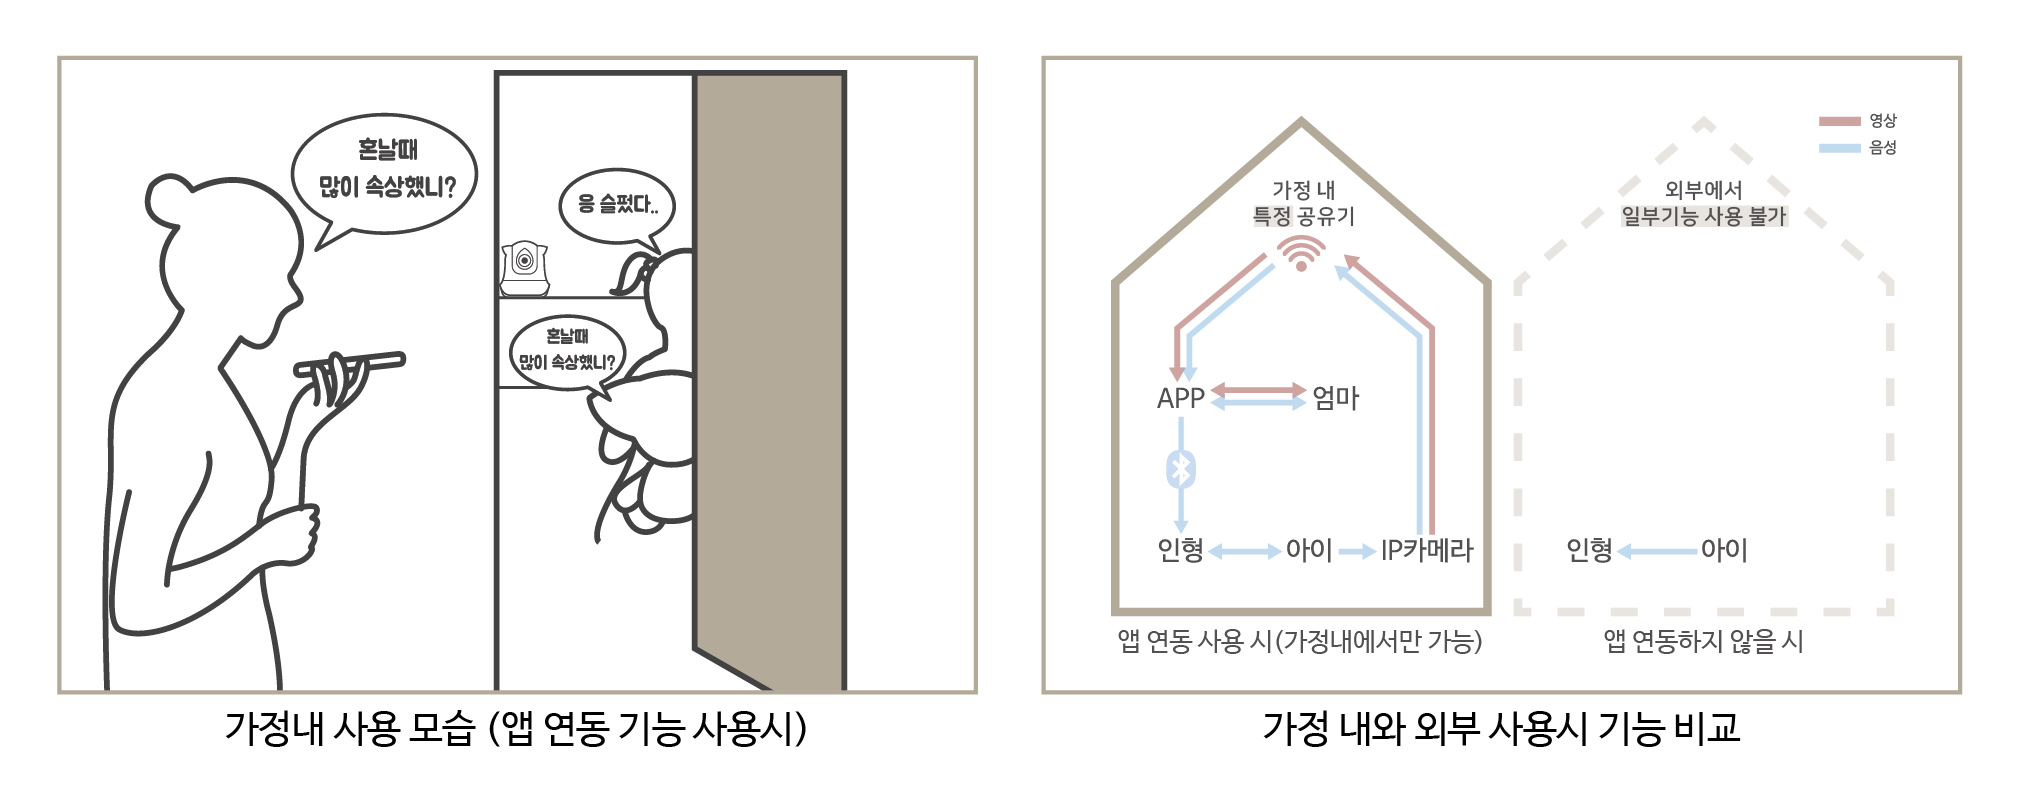 혼날때
많이 속상했니?
응 슬펐다..
혼날때
많이 속상했니?
가정내 사용 모습 (앱 연동 기능 사용시)
영상
음성
가정 내
특정 공유기
APP
엄마
인형
아이
IP카메라
앱 연동 사용 시 (가정내에서만 가능)
외부에서
일부기능 사용 불가
인형
아이
앱 연동하지 않을 시
가정 내와 외부 사용시 기능 비교